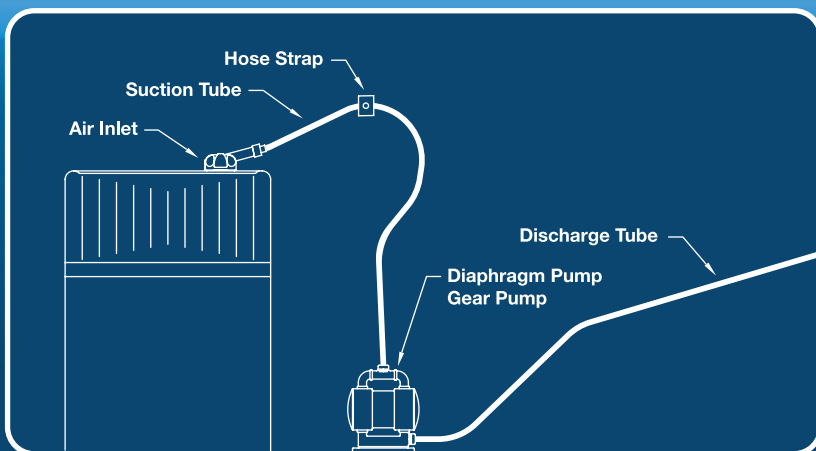 Hose Strap
Suction Tube
Air Inlet
Discharge Tube
Diaphragm Pump
Gear Pump